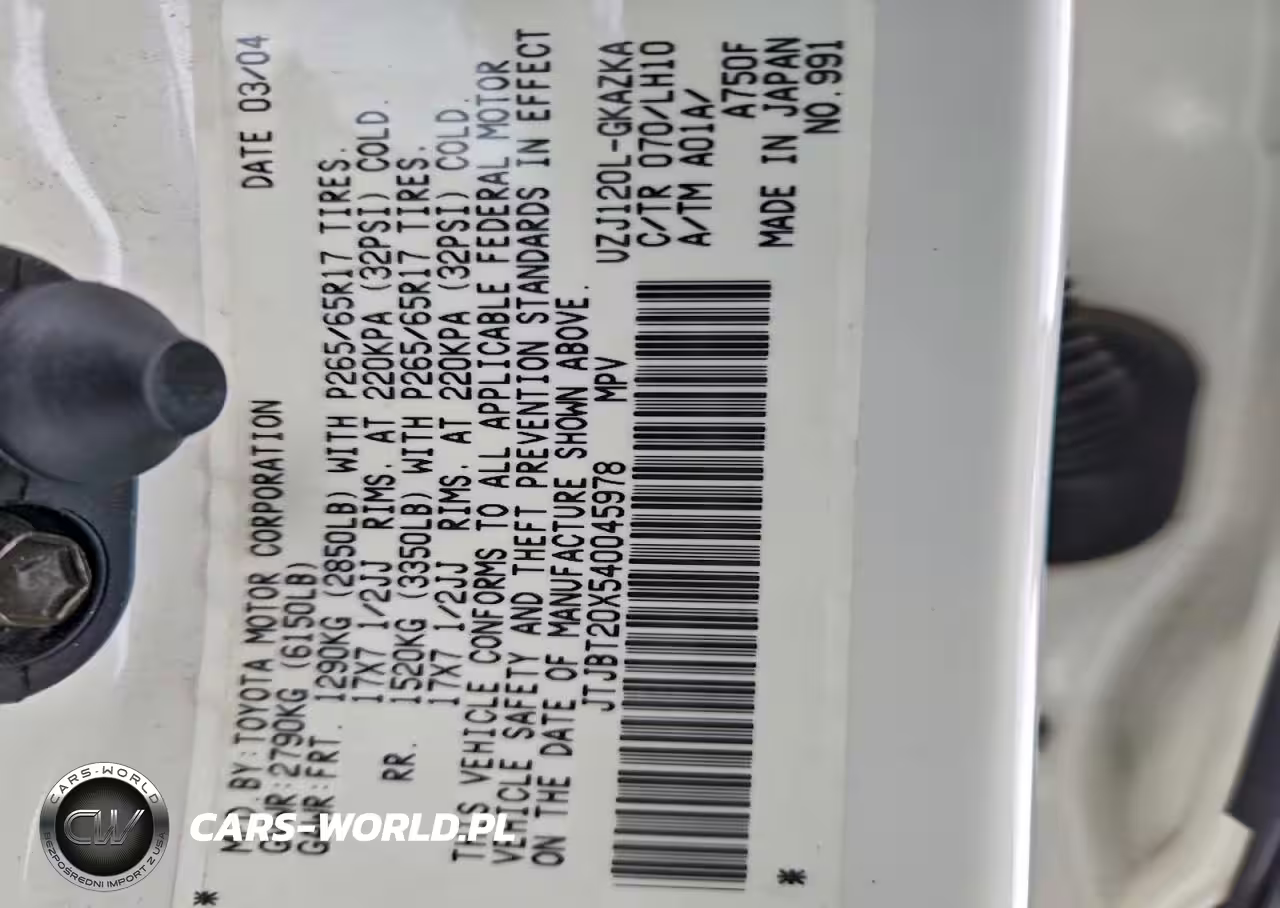 MFD.BY:TOYOTA MOTOR CORPORATION DATE 03/04
GVWR:2790KG (6150LB)
GAWR:FRT. 1290KG (2850LB) WITH P265/65R17 TIRES.
17X7 1/2JJ RIMS. AT 220KPA (32PSI) COLD.
RR. 1520KG (3350LB) WITH P265/65R17 TIRES.
17X7 1/2JJ RIMS. AT 220KPA (32PSI) COLD.
THIS VEHICLE CONFORMS TO ALL APPLICABLE FEDERAL MOTOR
VEHICLE SAFETY AND THEFT PREVENTION STANDARDS IN EFFECT
ON THE DATE OF MANUFACTURE SHOWN ABOVE.
JTJBT20X540045978 MPV
UZJ120L-GKAZKA
C/TR 070/LH10
A/TM A01A/
A750F
MADE IN JAPAN
NO.991
* *
CARS-WORLD
CW
BEZPOŚREDNI IMPORT Z USA
CARS-WORLD.PL